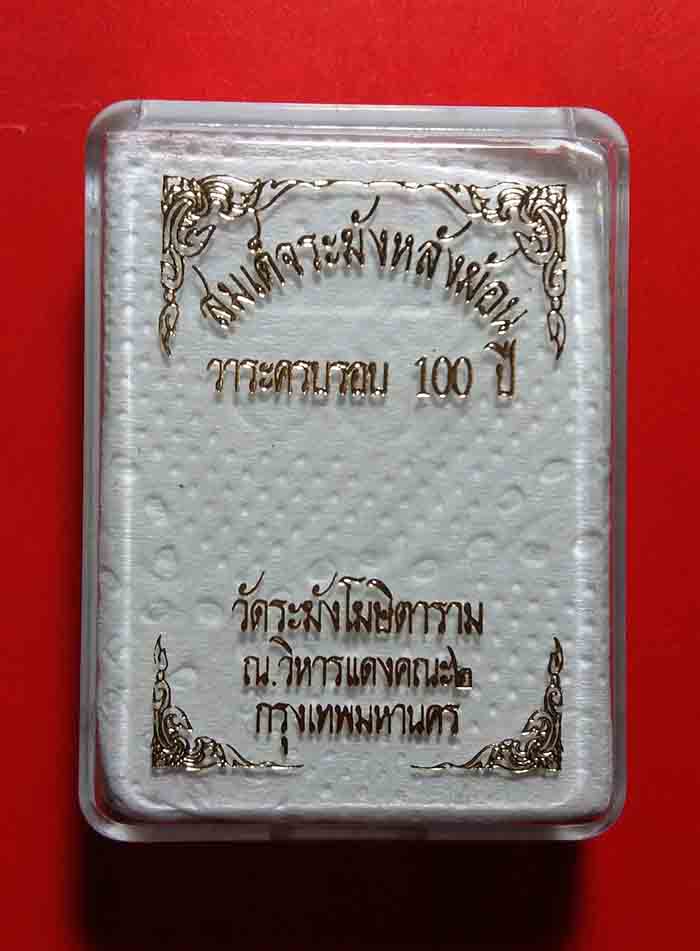 สมเด็จระฆังหลังฆ้อน
วาระครบรอบ 100 ปี
วัดระฆังโฆษิตาราม
ณ.วิหารแดงคณะ๒
กรุงเทพมหานคร